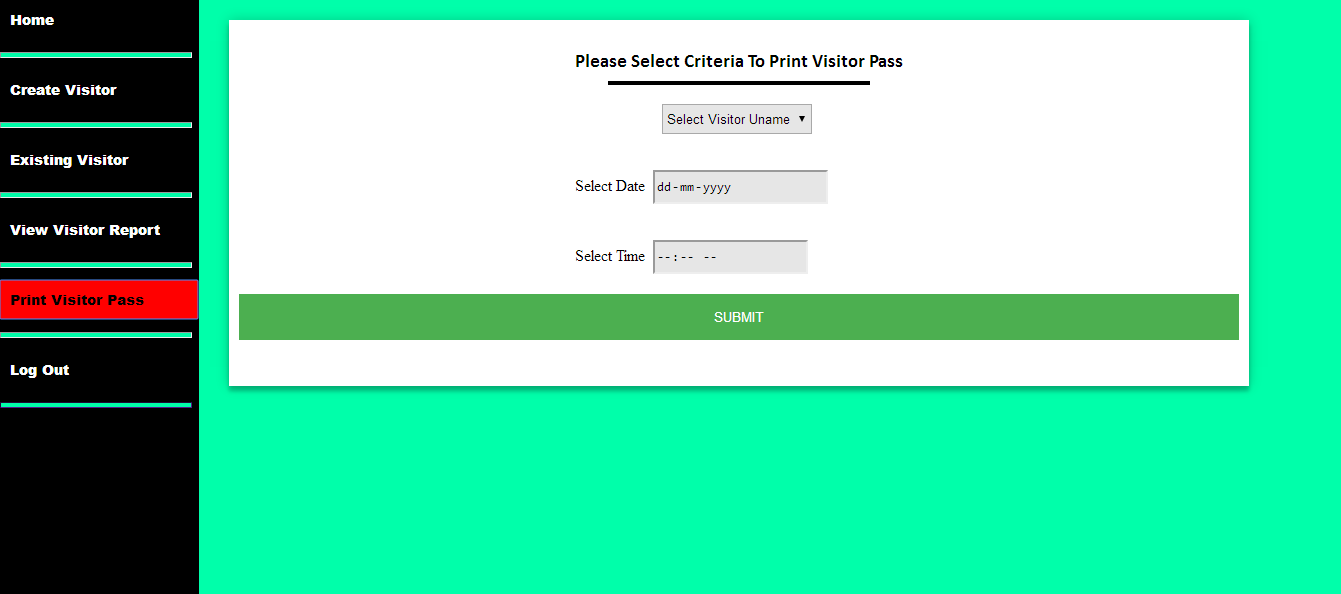 Home
Create Visitor
Existing Visitor
View Visitor Report
Print Visitor Pass
Log Out
Please Select Criteria To Print Visitor Pass
Select Visitor Uname
Select Date dd-mm-yyyy
Select Time --:-- --
SUBMIT